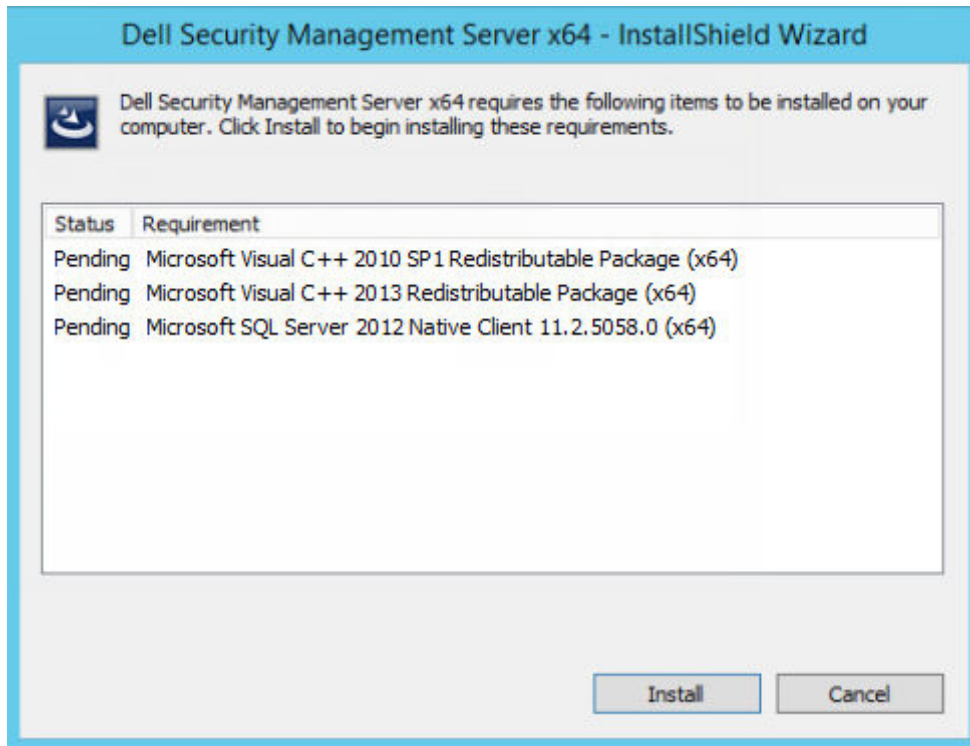 Dell Security Management Server x64 - InstallShield Wizard
Dell Security Management Server x64 requires the following items to be installed on your
computer. Click Install to begin installing these requirements.
Status Requirement
Pending Microsoft Visual C++ 2010 SP1 Redistributable Package (x64)
Pending Microsoft Visual C++ 2013 Redistributable Package (x64)
Pending Microsoft SQL Server 2012 Native Client 11.2.5058.0 (x64)
Install Cancel